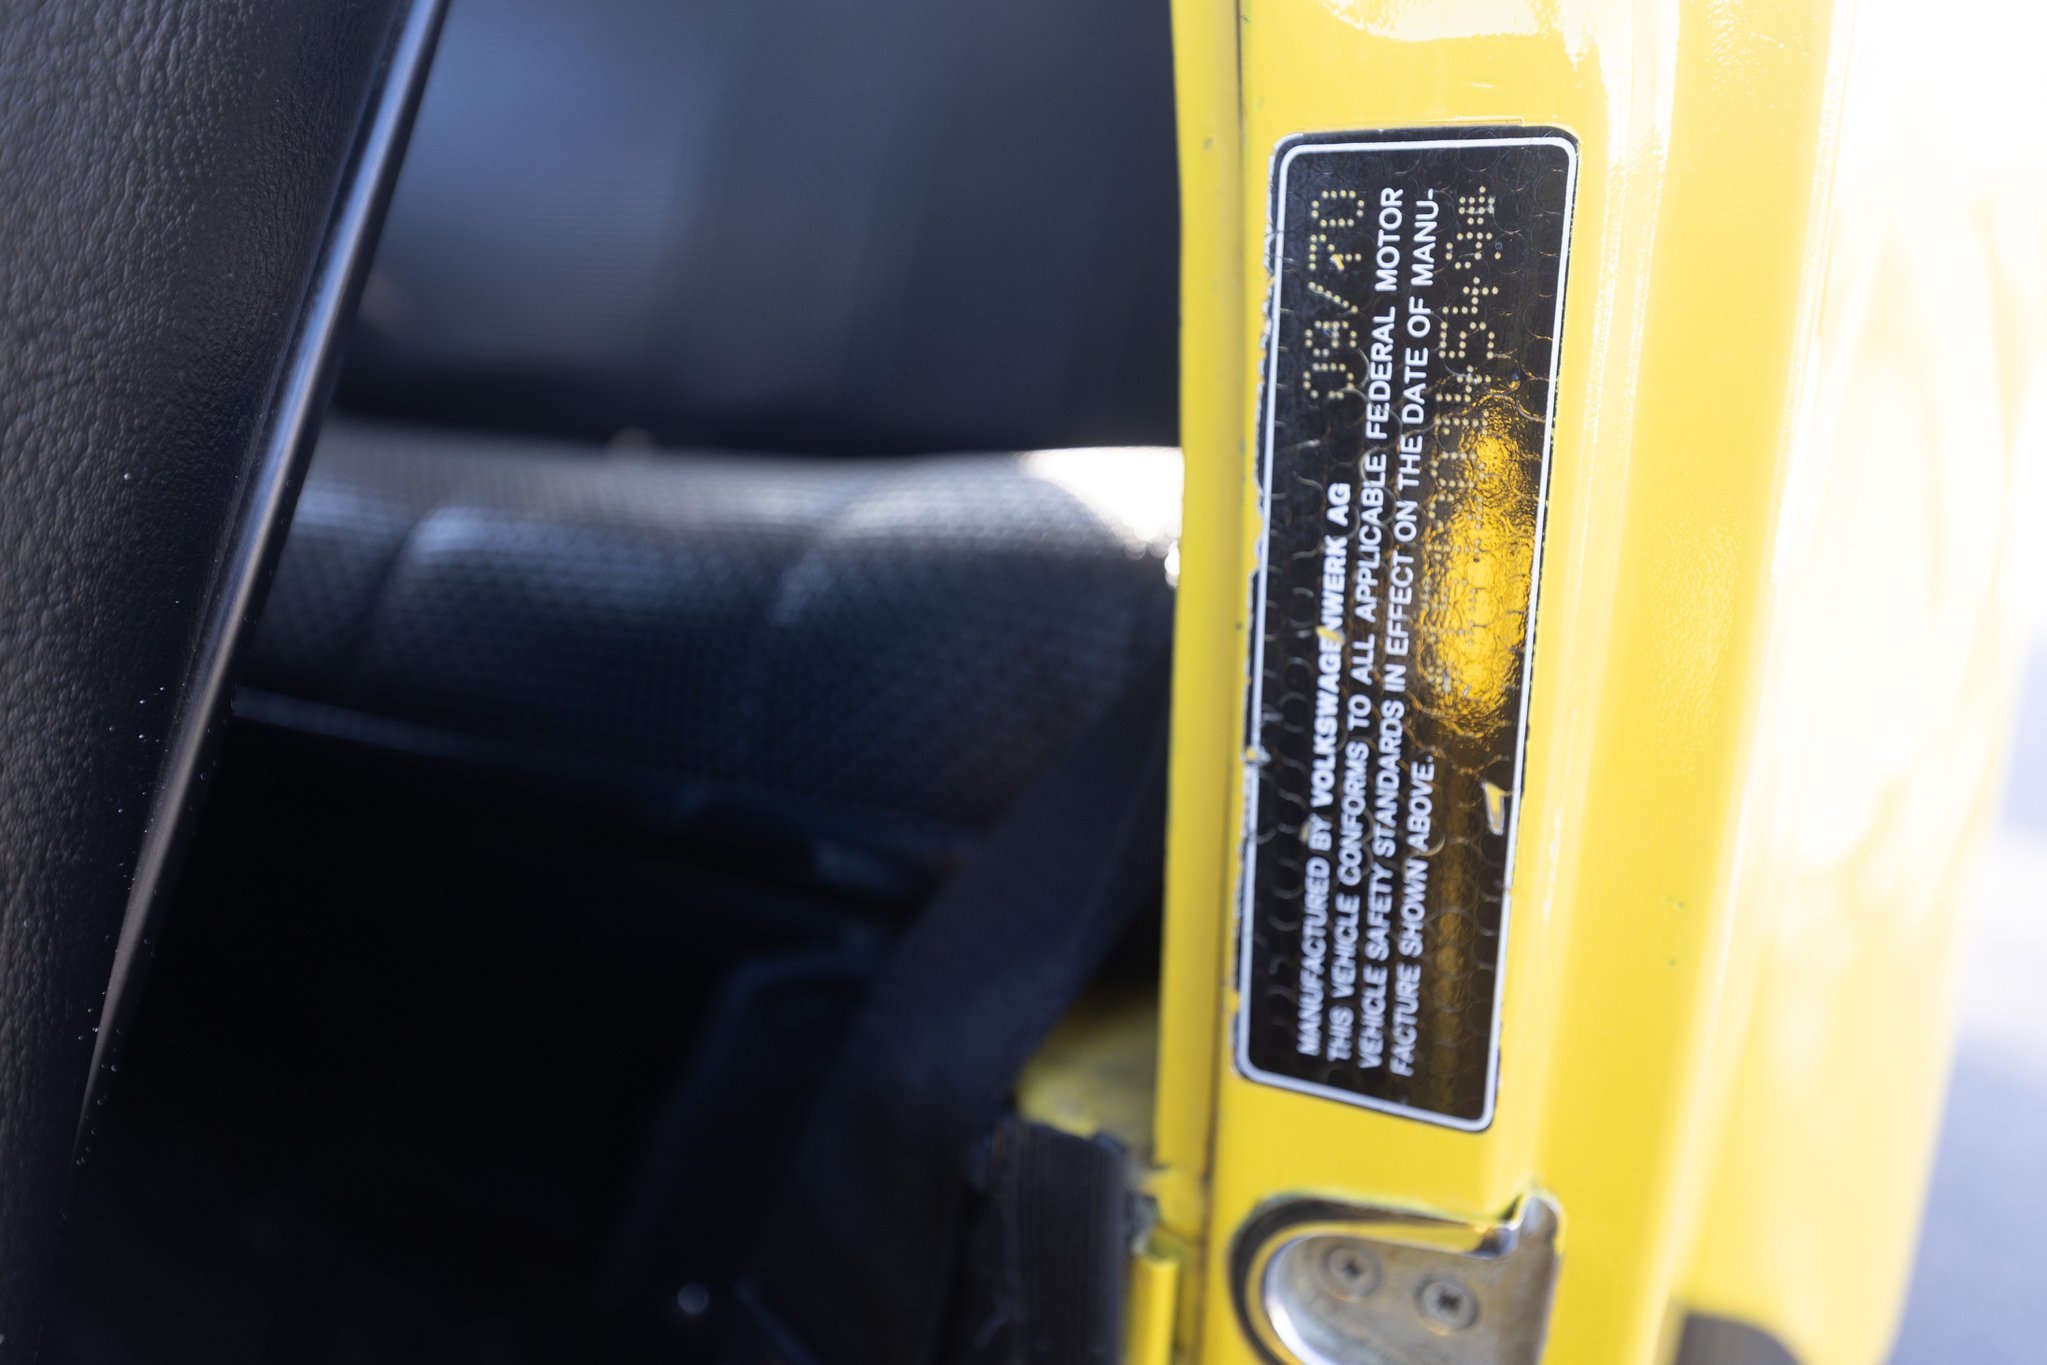 MANUFACTURED BY VOLKSWAGENWERK AG 09/70
THIS VEHICLE CONFORMS TO ALL APPLICABLE FEDERAL MOTOR
VEHICLE SAFETY STANDARDS IN EFFECT ON THE DATE OF MANU-
FACTURE SHOWN ABOVE.